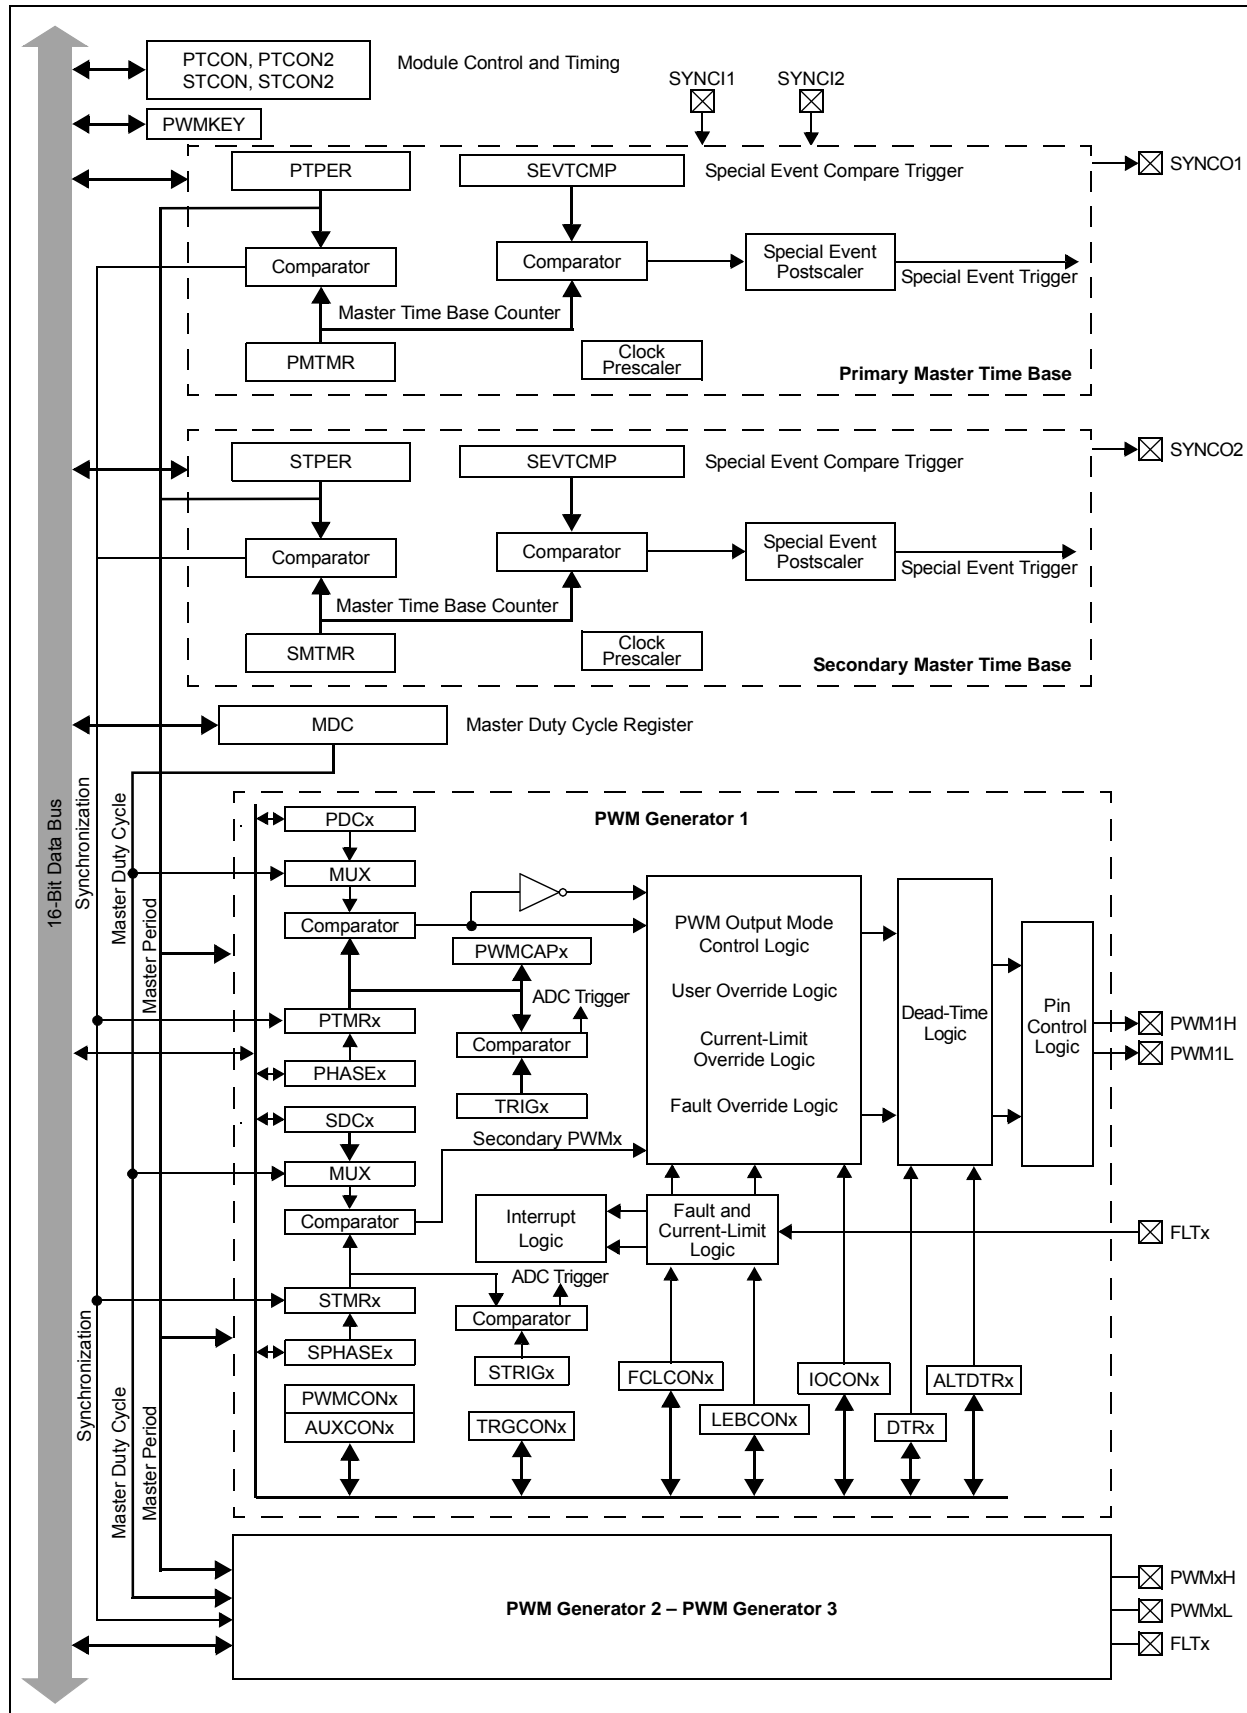 PTCON, PTCON2
STCON, STCON2
Module Control and Timing
SYNCI1
SYNCI2
PWMKEY
PTPER
SEVTCMP
Special Event Compare Trigger
SYNCO1
Comparator
Comparator
Special Event
Postscaler
Special Event Trigger
Master Time Base Counter
PMTMR
Clock
Prescaler
Primary Master Time Base
STPER
SEVTCMP
Special Event Compare Trigger
SYNCO2
Comparator
Comparator
Special Event
Postscaler
Special Event Trigger
Master Time Base Counter
SMTMR
Clock
Prescaler
Secondary Master Time Base
MDC
Master Duty Cycle Register
16-Bit Data Bus
Synchronization
Master Duty Cycle
Master Period
PWM Generator 1
PDCx
MUX
Comparator
PWMCAPx
ADC Trigger
PTMRx
Comparator
PHASEx
TRIGx
PWM Output Mode
Control Logic
User Override Logic
Current-Limit
Override Logic
Fault Override Logic
Dead-Time
Logic
Pin
Control
Logic
PWM1H
PWM1L
SDCx
MUX
Secondary PWMx
Comparator
Interrupt
Logic
Fault and
Current-Limit
Logic
FLTx
ADC Trigger
STMRx
Comparator
SPHASEx
STRIGx
FCLCONx
IOCONx
ALTDTRx
PWMCONx
AUXCONx
TRGCONx
LEBCONx
DTRx
Synchronization
Master Duty Cycle
Master Period
PWM Generator 2 – PWM Generator 3
PWMxH
PWMxL
FLTx